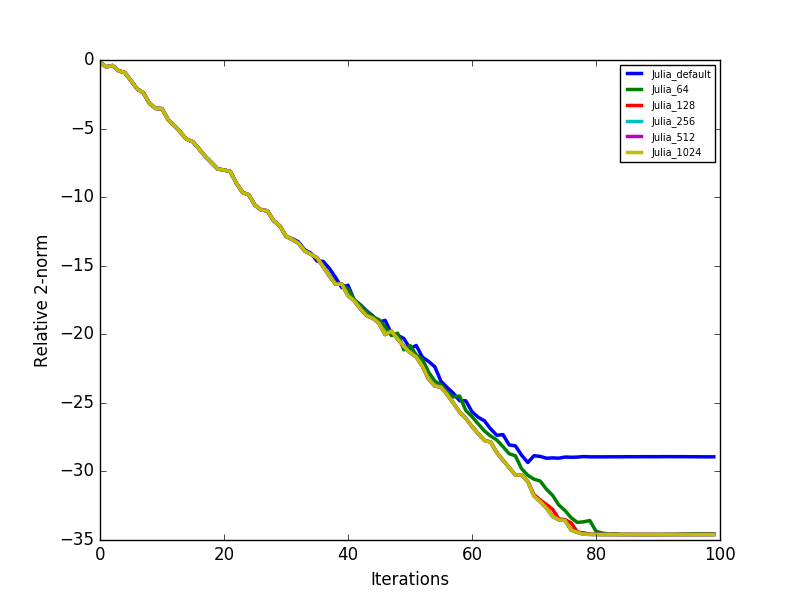 0
−5
−10
−15
−20
−25
−30
−35
0
20
40
60
80
100
Relative 2-norm
Iterations
Julia_default
Julia_64
Julia_128
Julia_256
Julia_512
Julia_1024